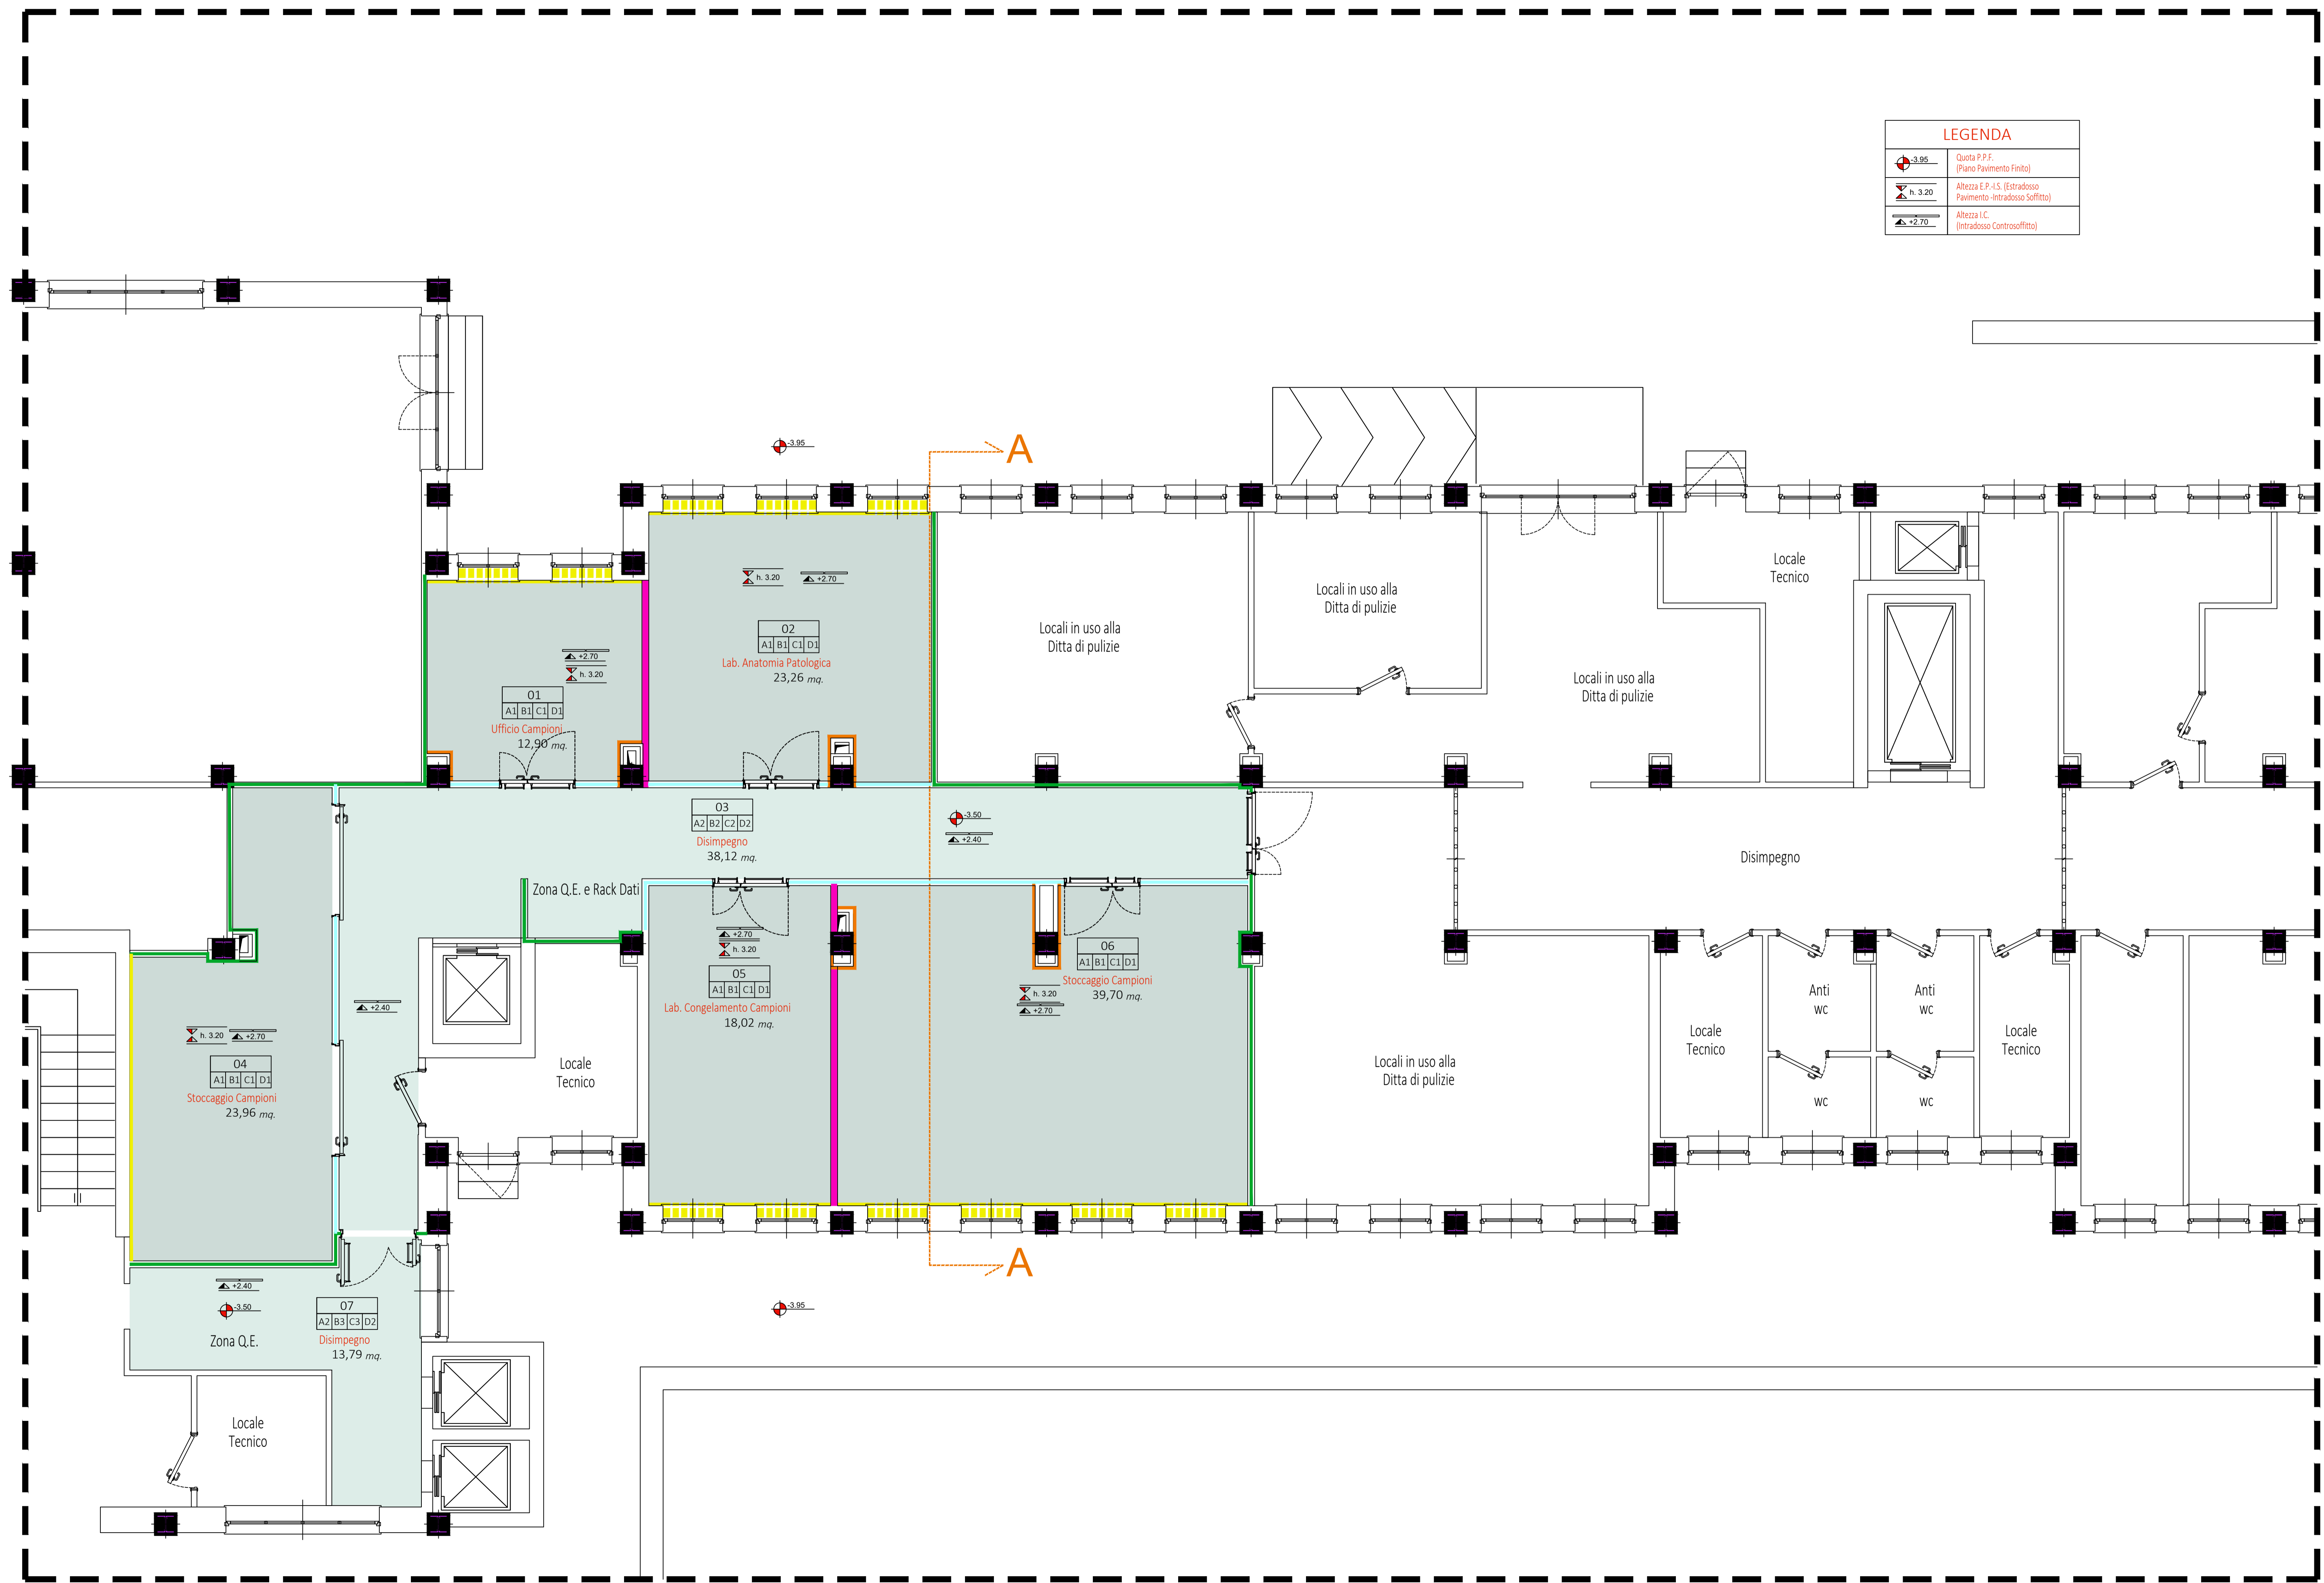 LEGENDA
-3.95
Quota P.P.F.
(Piano Pavimento Finito)
h. 3.20
Altezza E.P.-I.S. (Estradosso
Pavimento -Intradosso Soffitto)
+2.70
Altezza I.C.
(Intradosso Controsoffitto)
-3.95
A
h. 3.20
+2.70
02
A1 B1 C1 D1
Lab. Anatomia Patologica
23,26 mq.
+2.70
h. 3.20
01
A1 B1 C1 D1
Ufficio Campioni
12,90 mq.
Locali in uso alla
Ditta di pulizie
Locali in uso alla
Ditta di pulizie
Locali in uso alla
Ditta di pulizie
Locale
Tecnico
03
A2 B2 C2 D2
Disimpegno
38,12 mq.
-3.50
+2.40
Disimpegno
Zona Q.E. e Rack Dati
+2.70
h. 3.20
05
A1 B1 C1 D1
Lab. Congelamento Campioni
18,02 mq.
06
A1 B1 C1 D1
Stoccaggio Campioni
39,70 mq.
h. 3.20
+2.70
+2.40
h. 3.20
+2.70
04
A1 B1 C1 D1
Stoccaggio Campioni
23,96 mq.
Locale
Tecnico
Locali in uso alla
Ditta di pulizie
Locale
Tecnico
Anti
wc
Anti
wc
Locale
Tecnico
wc
wc
A
+2.40
-3.50
Zona Q.E.
07
A2 B3 C3 D2
Disimpegno
13,79 mq.
-3.95
Locale
Tecnico